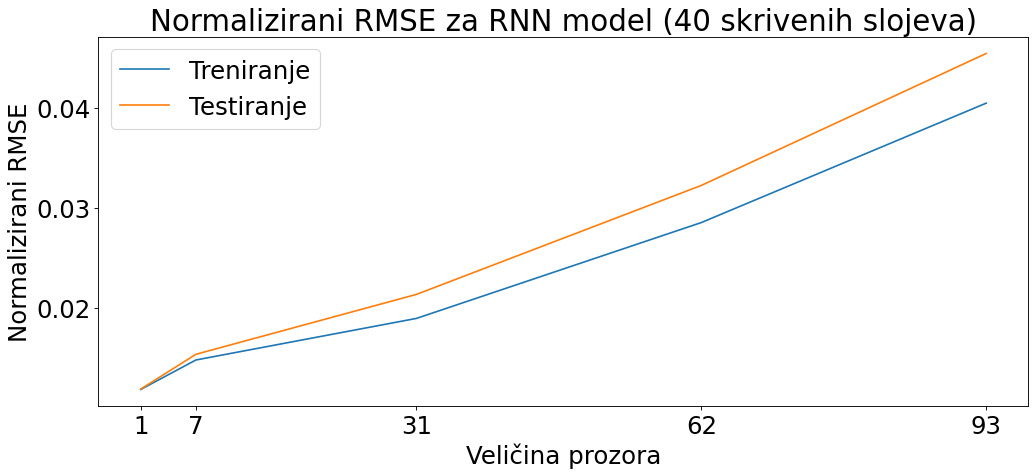 Normalizirani RMSE za RNN model (40 skrivenih slojeva)
Treniranje
Testiranje
Normalizirani RMSE
0.04
0.03
0.02
1 7 31 62 93
Veličina prozora